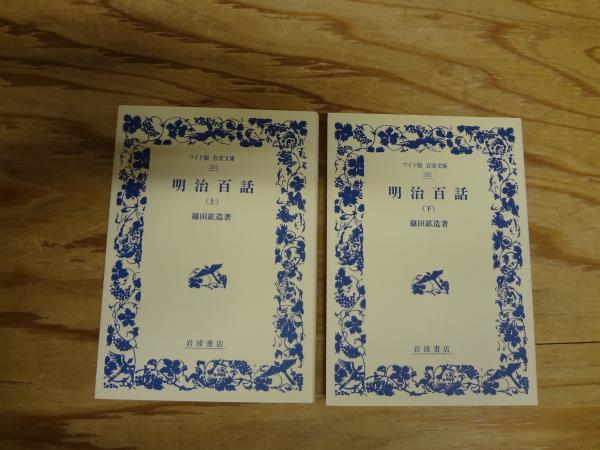 ワイド版 岩波文庫
261
明治百話
（上）
篠田鉱造著
岩波書店
ワイド版 岩波文庫
262
明治百話
（下）
篠田鉱造著
岩波書店